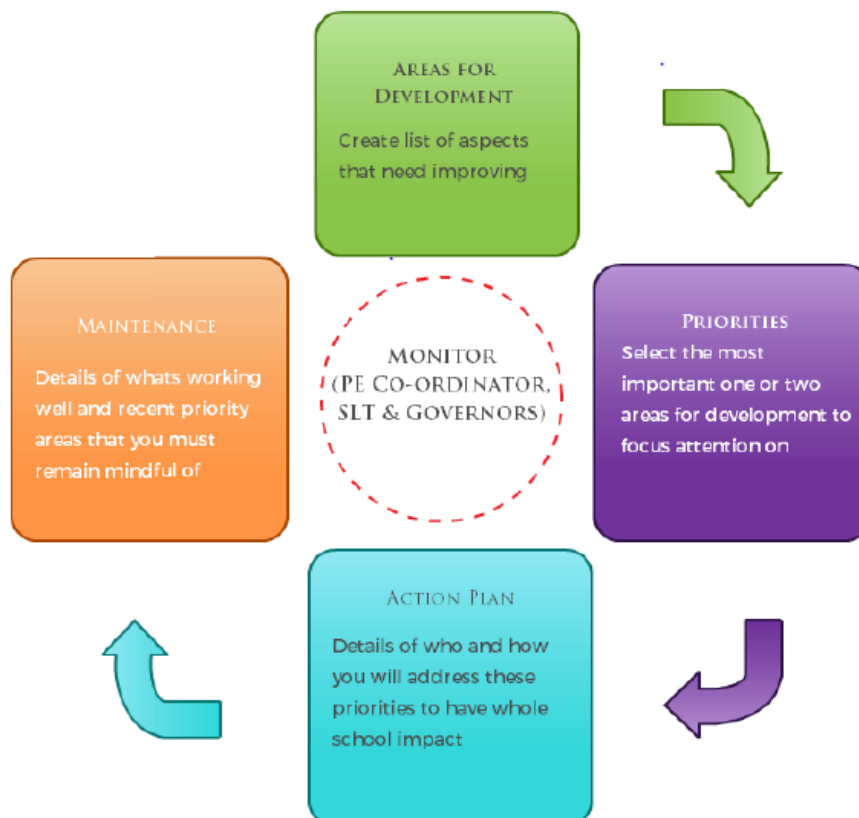 AREAS FOR
DEVELOPMENT
Create list of aspects
that need improving
PRIORITIES
Select the most
important one or two
areas for development to
focus attention on
ACTION PLAN
Details of who and how
you will address these
priorities to have whole
school impact
MAINTENANCE
Details of whats working
well and recent priority
areas that you must
remain mindful of
MONITOR
(PE CO-ORDINATOR,
SLT & GOVERNORS)